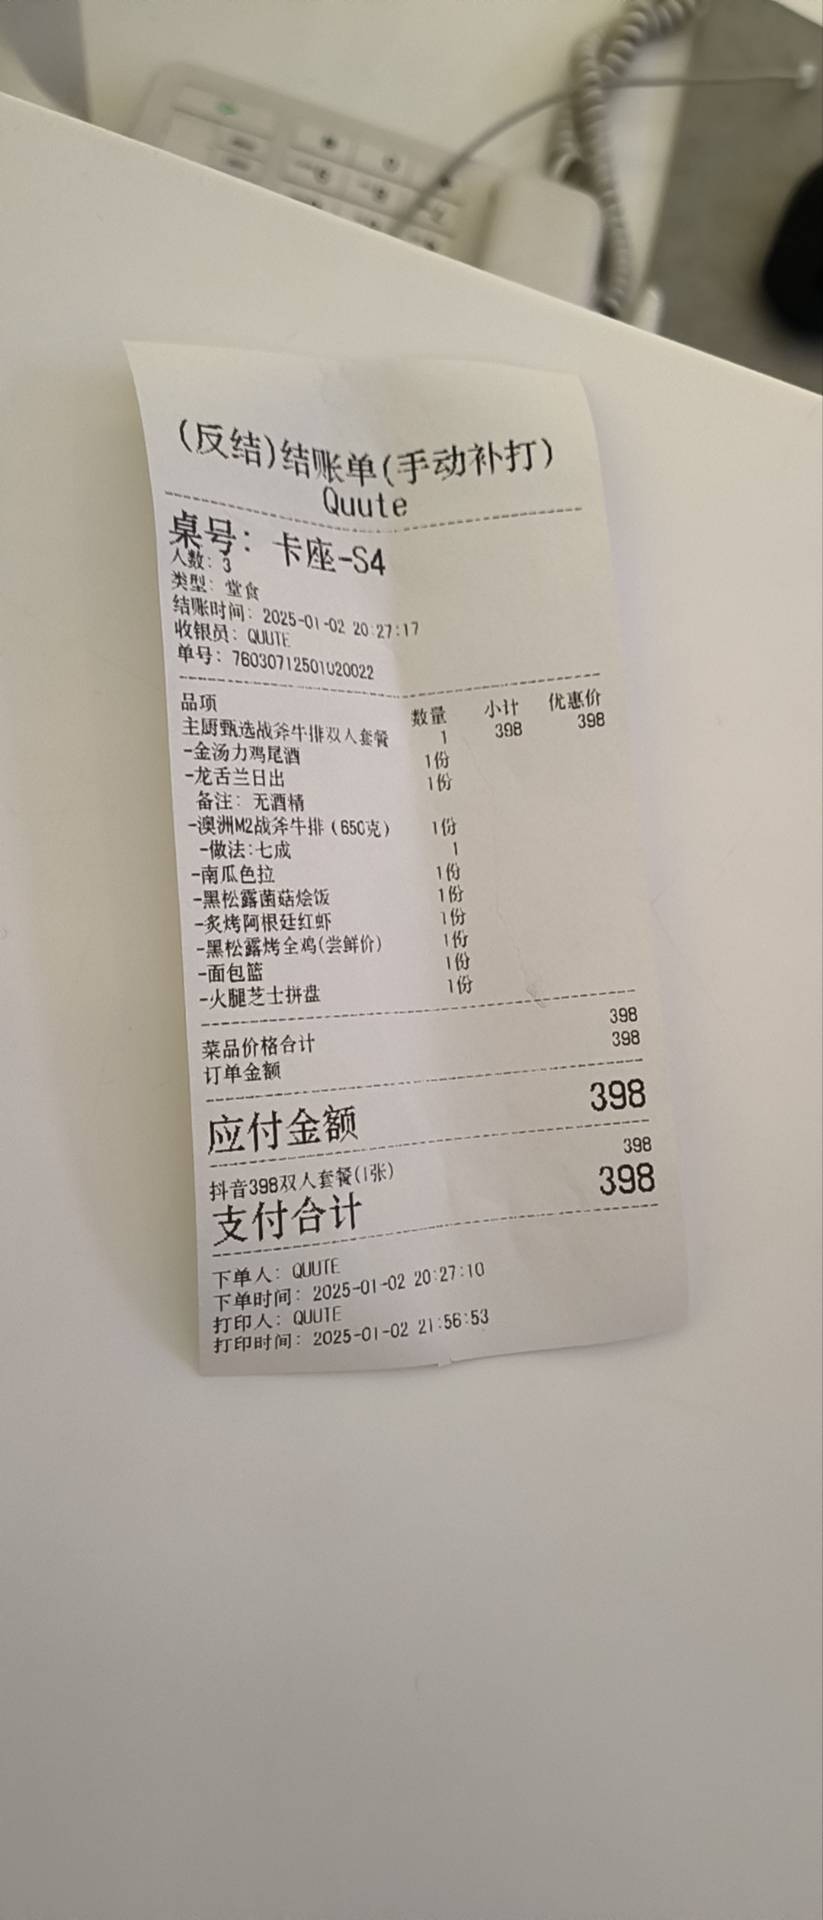 (反结)结账单(手动补打)
Quute
桌号: 卡座-S4
人数: 3
类型: 堂食
结账时间: 2025-01-02 20:27:17
收银员: QUUTE
单号: 76030712501020022
品项 数量 小计 优惠价
主厨甄选战斧牛排双人套餐 1 398 398
-金汤力鸡尾酒 1份
-龙舌兰日出 1份
备注: 无酒精
-澳洲M2战斧牛排(650克) 1份
-做法:七成 1
-南瓜色拉 1份
-黑松露菌菇烩饭 1份
-炙烤阿根廷红虾 1份
-黑松露烤全鸡(尝鲜价) 1份
-面包篮 1份
-火腿芝士拼盘 1份
菜品价格合计 398
订单金额 398
应付金额 398
抖音398双人套餐(1张) 398
支付合计 398
下单人: QUUTE
下单时间: 2025-01-02 20:27:10
打印人: QUUTE
打印时间: 2025-01-02 21:56:53